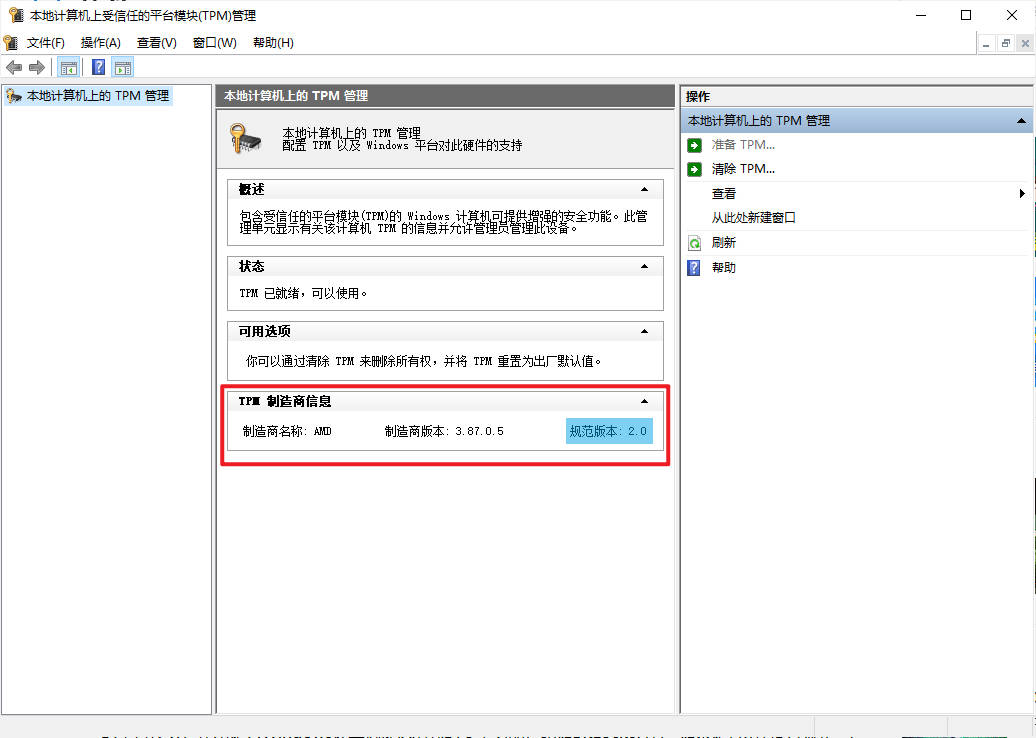 本地计算机上受信任的平台模块(TPM)管理
文件(F) 操作(A) 查看(V) 窗口(W) 帮助(H)
本地计算机上的 TPM 管理
本地计算机上的 TPM 管理
本地计算机上的 TPM 管理
配置 TPM 以及 Windows 平台对此硬件的支持
概述
包含受信任的平台模块(TPM)的 Windows 计算机可提供增强的安全功能。此管
理单元显示有关该计算机 TPM 的信息并允许管理员管理此设备。
状态
TPM 已就绪，可以使用。
可用选项
你可以通过清除 TPM 来删除所有权，并将 TPM 重置为出厂默认值。
TPM 制造商信息
制造商名称: AMD 制造商版本: 3.87.0.5 规范版本: 2.0
操作
本地计算机上的 TPM 管理
准备 TPM...
清除 TPM...
查看
从此处新建窗口
刷新
帮助